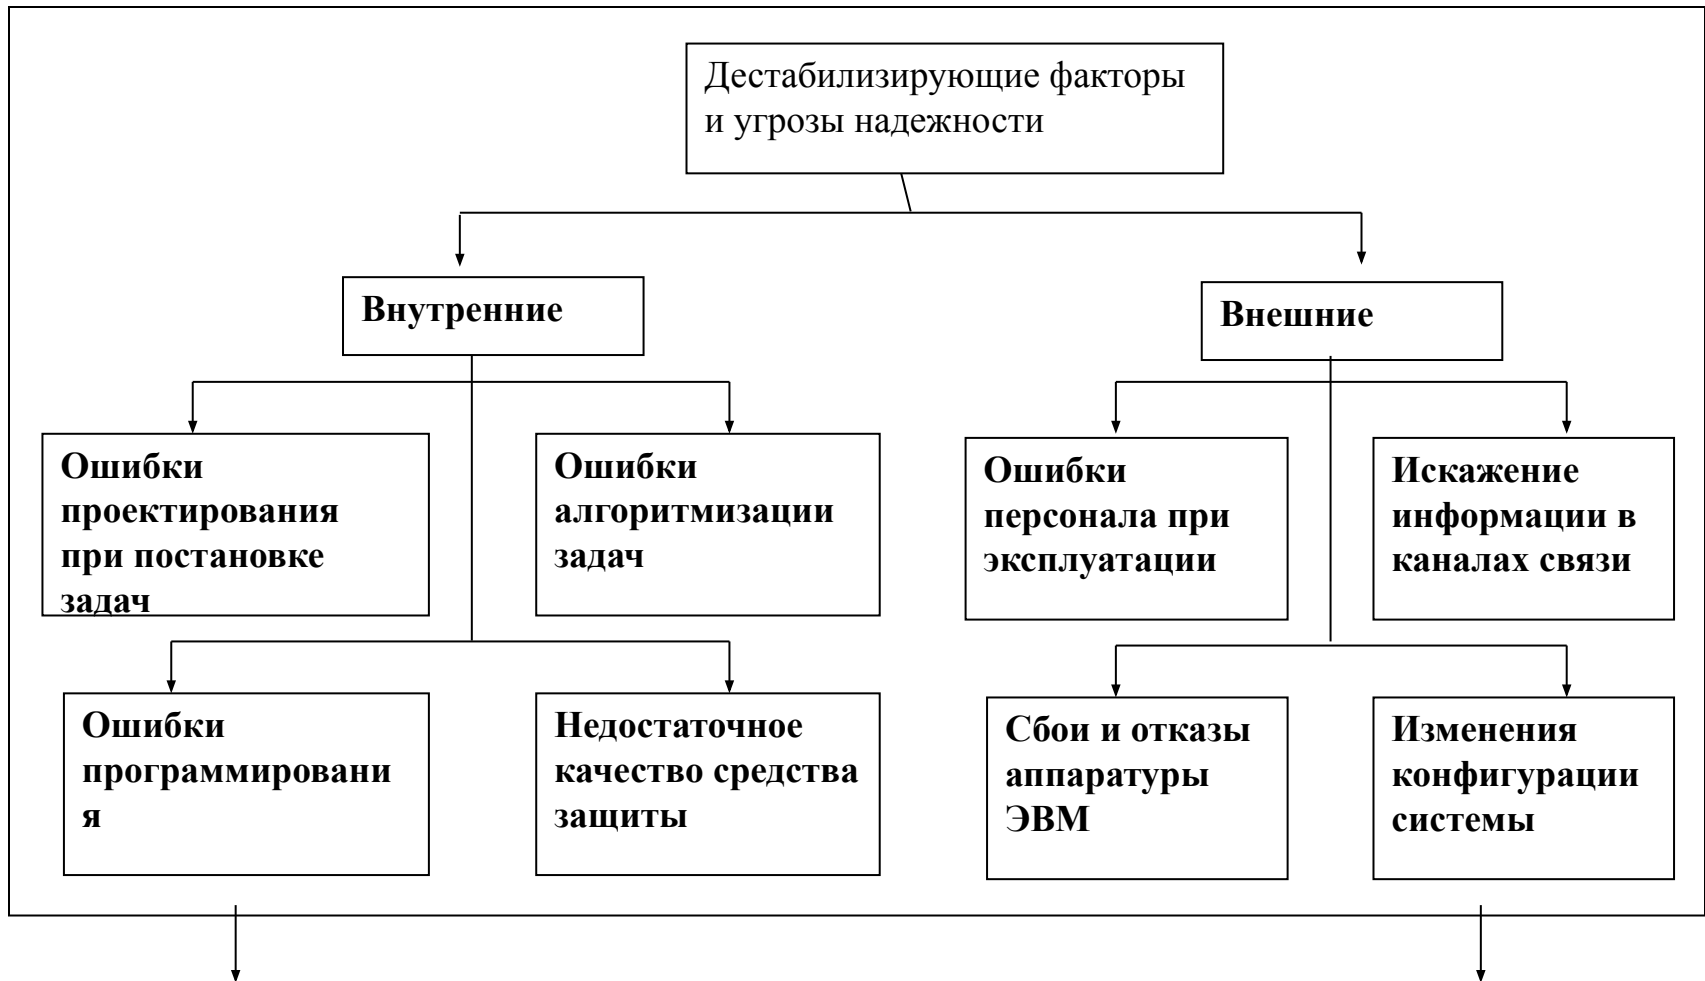 Дестабилизирующие факторы
и угрозы надежности
Внутренние
Внешние
Ошибки
проектирования
при постановке
задач
Ошибки
алгоритмизации
задач
Ошибки
персонала при
эксплуатации
Искажение
информации в
каналах связи
Ошибки
программировани
я
Недостаточное
качество средства
защиты
Сбои и отказы
аппаратуры
ЭВМ
Изменения
конфигурации
системы